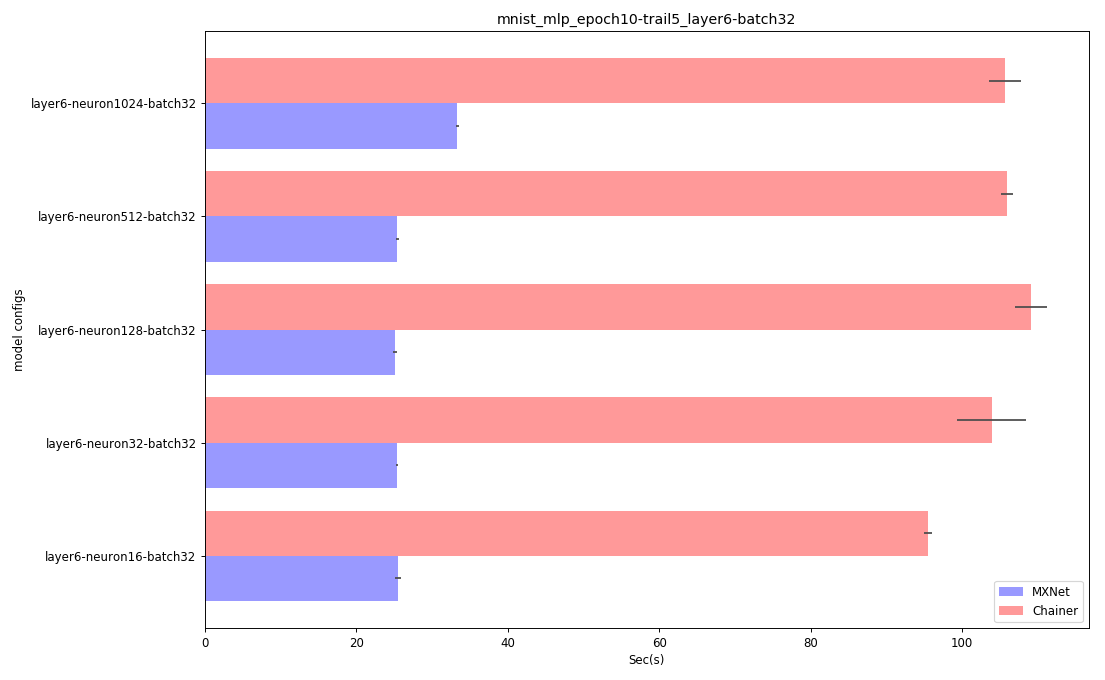 mnist_mlp_epoch10-trail5_layer6-batch32
layer6-neuron1024-batch32
layer6-neuron512-batch32
layer6-neuron128-batch32
layer6-neuron32-batch32
layer6-neuron16-batch32
model configs
0 20 40 60 80 100
Sec(s)
MXNet
Chainer